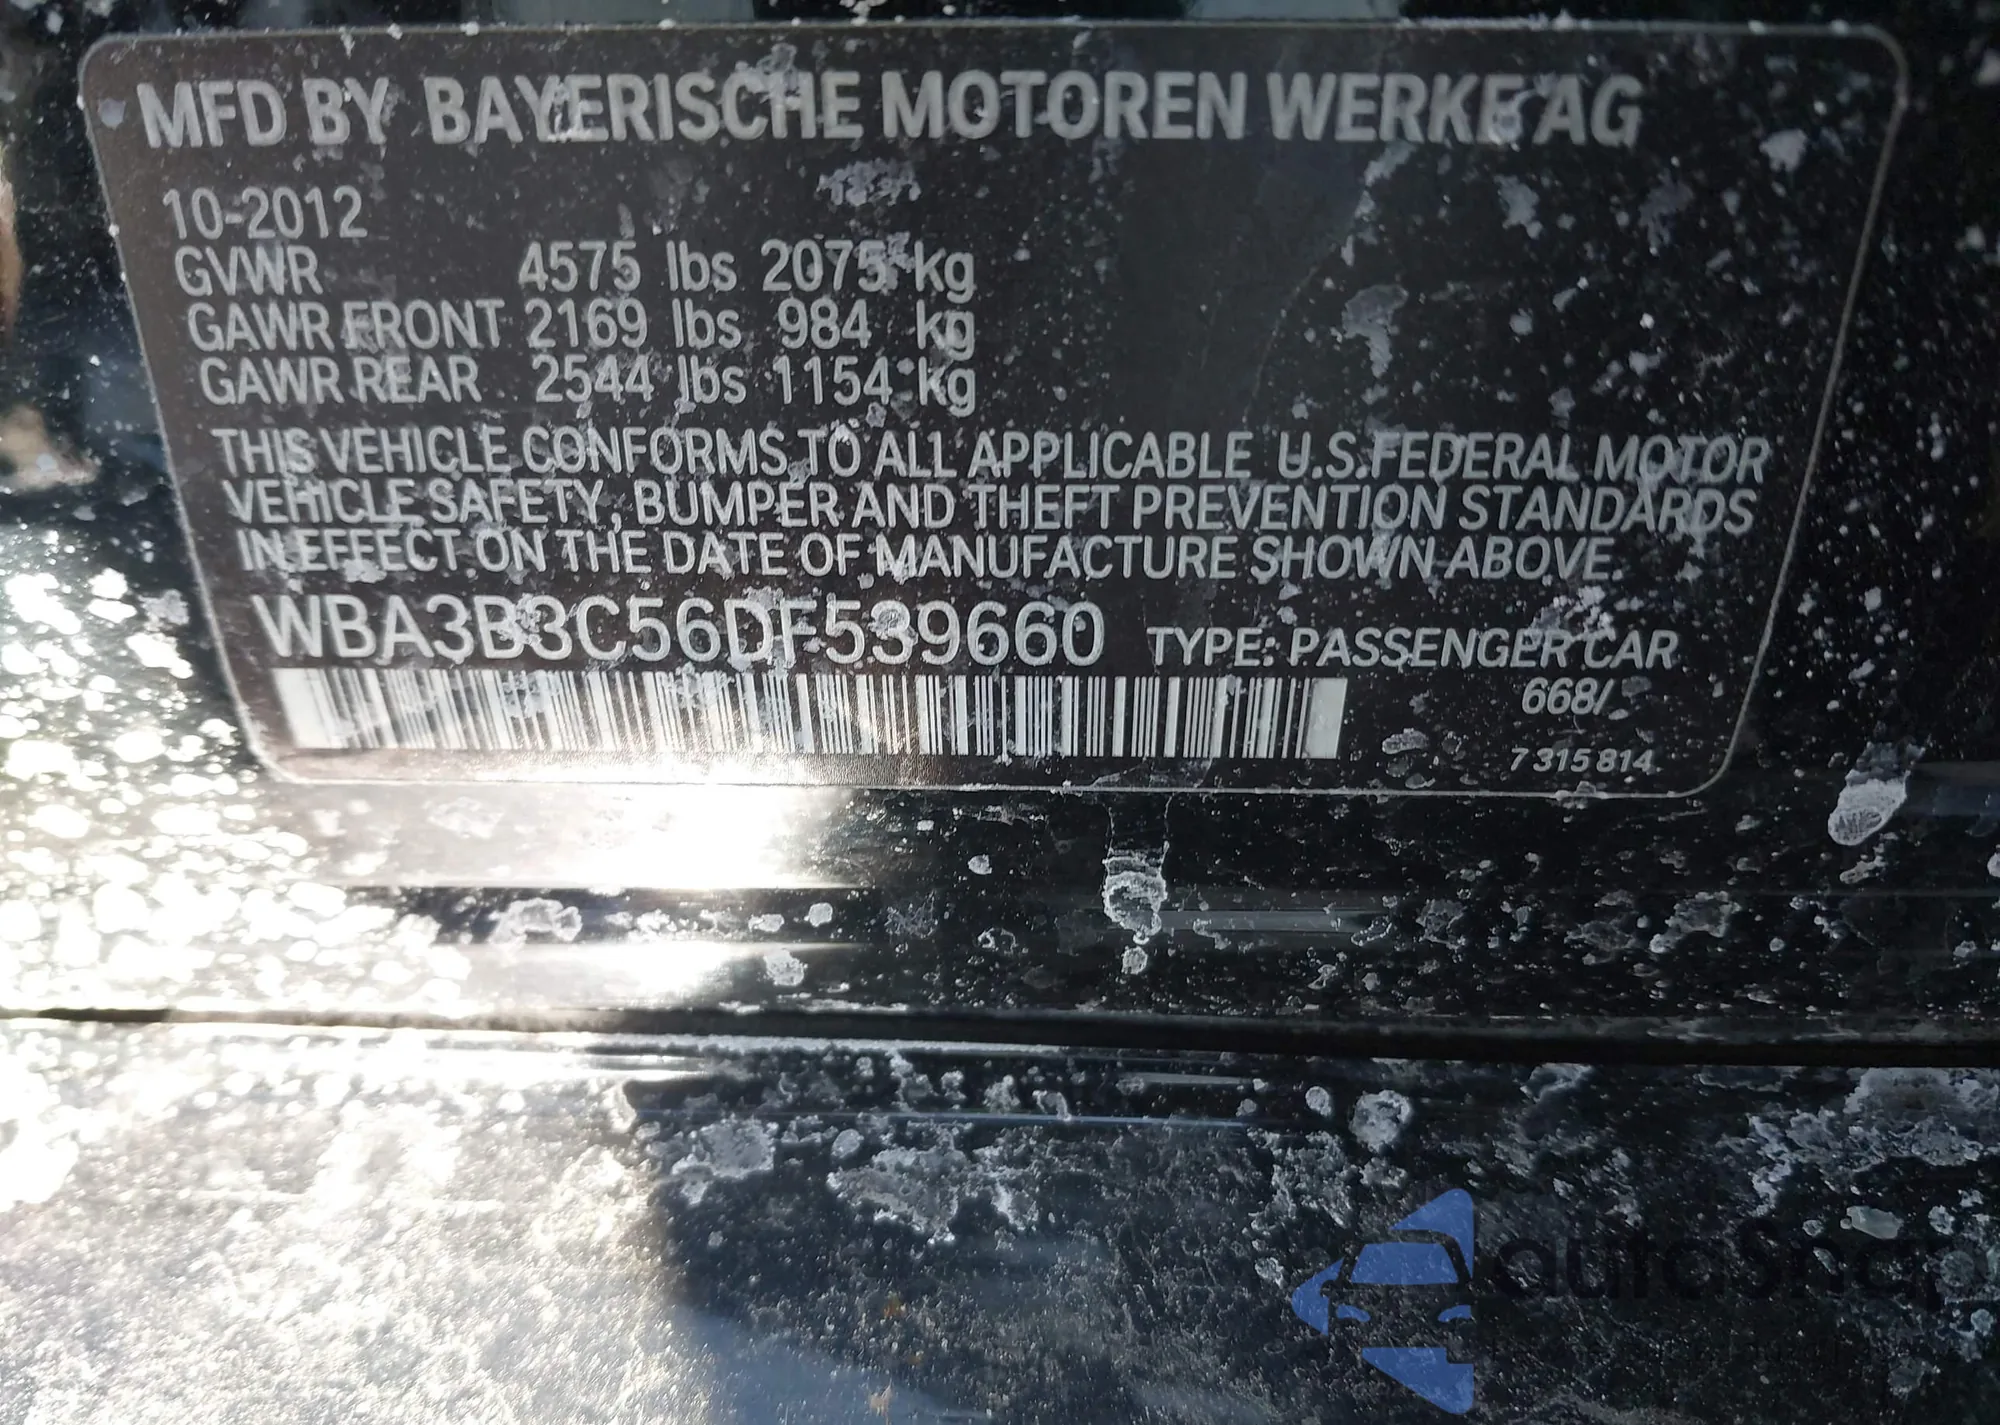 MFD BY BAYERISCHE MOTOREN WERKE AG
10-2012
GVWR 4575 lbs 2075 kg
GAWR FRONT 2169 lbs 984 kg
GAWR REAR 2544 lbs 1154 kg
THIS VEHICLE CONFORMS TO ALL APPLICABLE U.S.FEDERAL MOTOR
VEHICLE SAFETY, BUMPER AND THEFT PREVENTION STANDARDS
IN EFFECT ON THE DATE OF MANUFACTURE SHOWN ABOVE.
WBA3B3C56DF539660 TYPE: PASSENGER CAR
668/
7 315 814
autoSnap